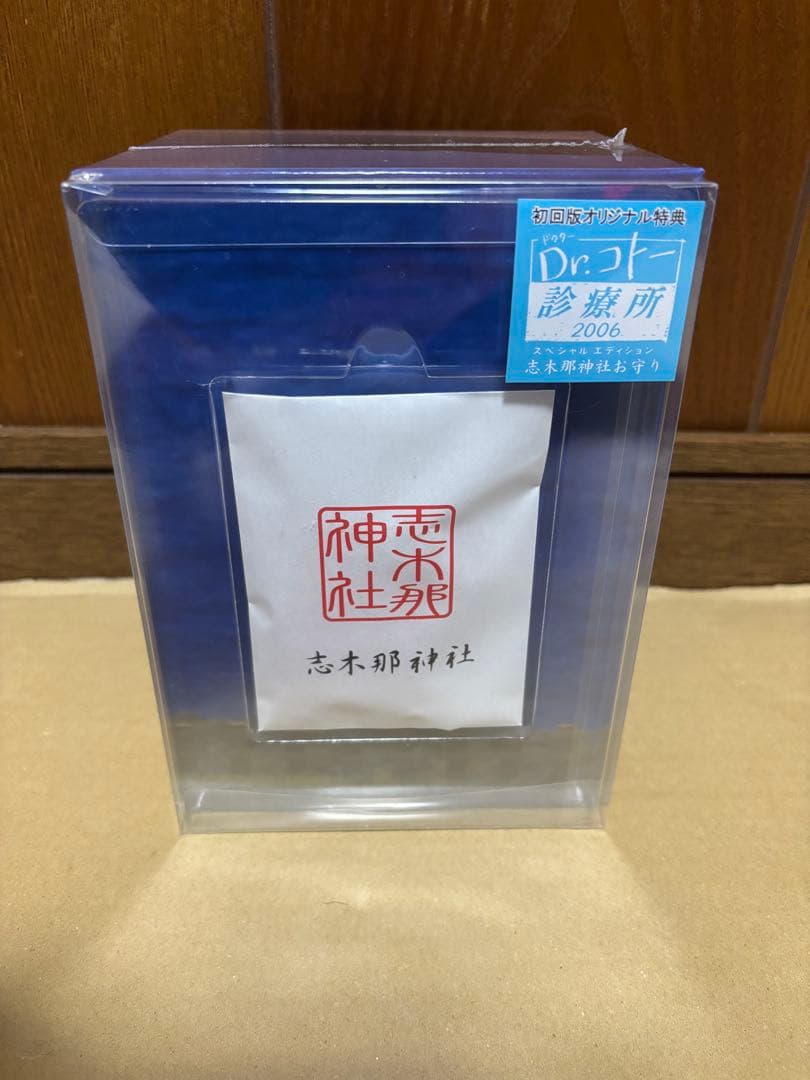 初回版オリジナル特典
ドクター
Dr.コトー
診療所
2006
スペシャル エディション
志木那神社お守り
志木那
神社
志木那神社